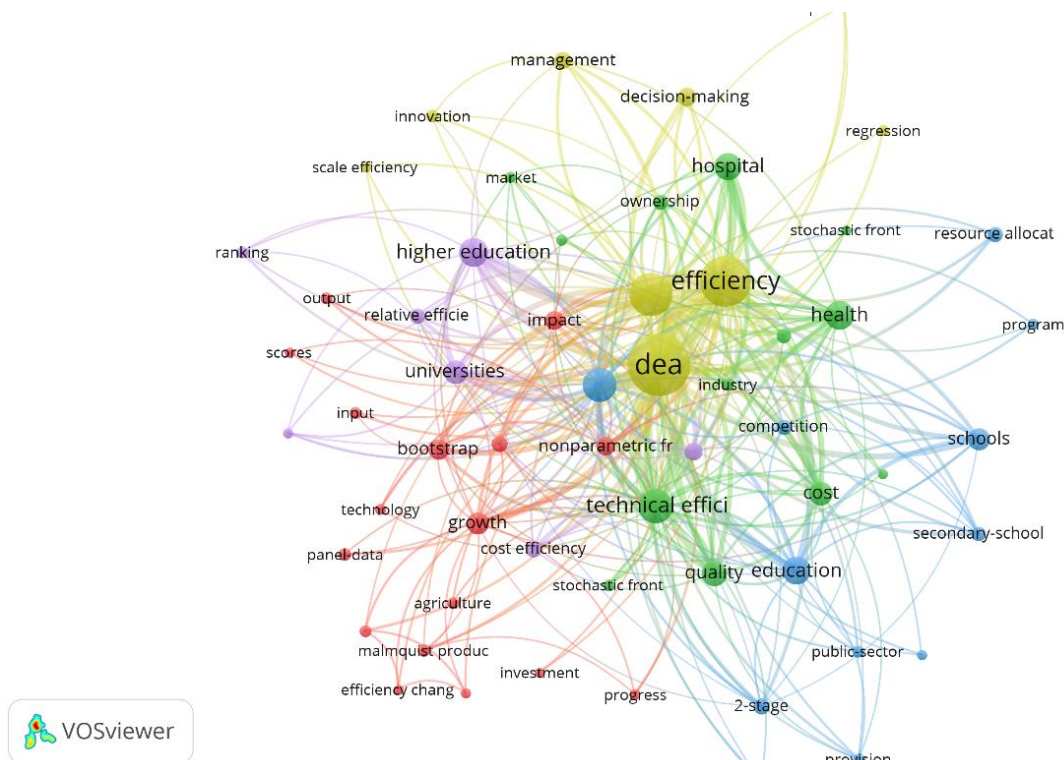 management
decision-making
innovation
regression
scale efficiency
hospital
market
ownership
stochastic front
resource allocat
higher education
ranking
efficiency
output
relative efficie
impact
health
program
scores
universities
dea
industry
input
competition
schools
bootstrap
nonparametric fr
cost
technical effici
technology
growth
secondary-school
panel-data
cost efficiency
quality
education
stochastic front
agriculture
malmquist produc
public-sector
investment
efficiency chang
progress
2-stage
VOSviewer
provision